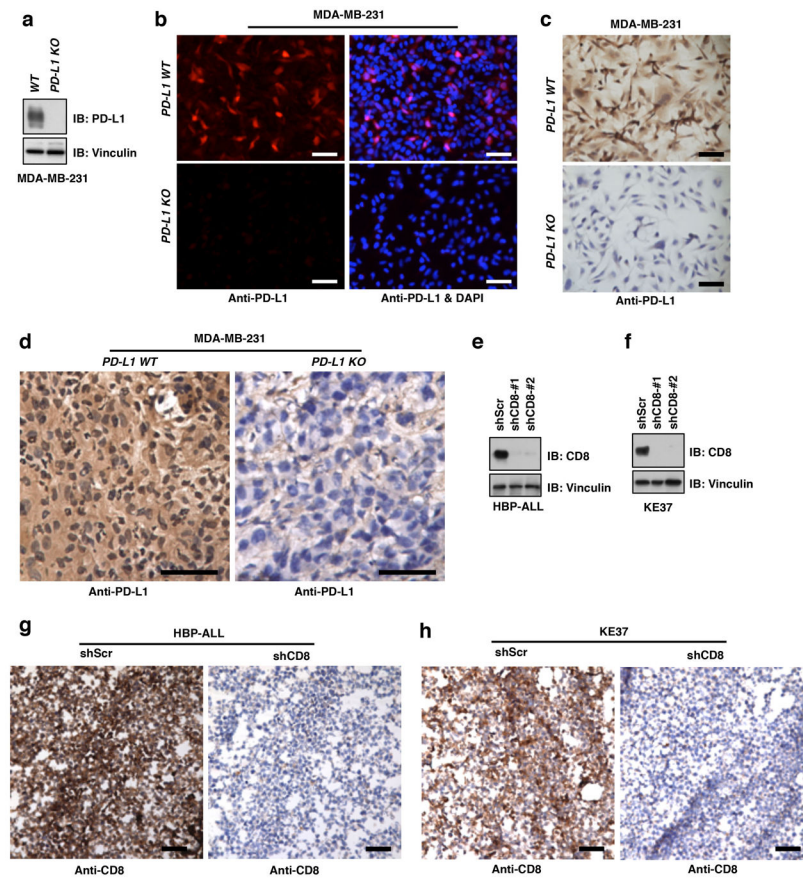 a
WT
PD-L1 KO
IB: PD-L1
IB: Vinculin
MDA-MB-231
b
MDA-MB-231
PD-L1 WT
PD-L1 KO
Anti-PD-L1
Anti-PD-L1 & DAPI
c
MDA-MB-231
PD-L1 WT
PD-L1 KO
Anti-PD-L1
d
MDA-MB-231
PD-L1 WT
PD-L1 KO
Anti-PD-L1
Anti-PD-L1
e
shScr
shCD8-#1
shCD8-#2
IB: CD8
IB: Vinculin
HBP-ALL
f
shScr
shCD8-#1
shCD8-#2
IB: CD8
IB: Vinculin
KE37
g
HBP-ALL
shScr
shCD8
Anti-CD8
Anti-CD8
h
KE37
shScr
shCD8
Anti-CD8
Anti-CD8